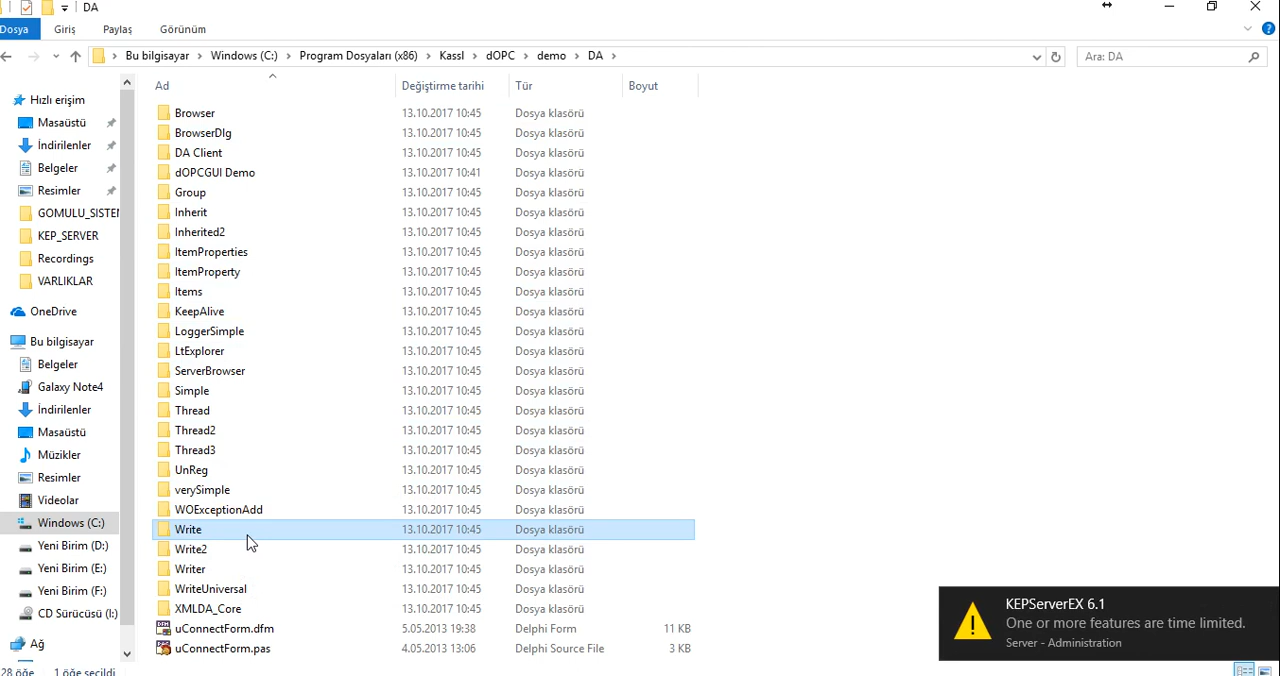 DA
Dosya Giriş Paylaş Görünüm
Bu bilgisayar Windows (C:) Program Dosyaları (x86) Kassl dOPC demo DA
Ara: DA
Hızlı erişim
Masaüstü
İndirilenler
Belgeler
Resimler
GOMULU_SISTEM
KEP_SERVER
Recordings
VARLIKLAR
OneDrive
Bu bilgisayar
Belgeler
Galaxy Note4
İndirilenler
Masaüstü
Müzikler
Resimler
Videolar
Windows (C:)
Yeni Birim (D:)
Yeni Birim (E:)
Yeni Birim (F:)
CD Sürücüsü (I:)
Ağ
Ad Değiştirme tarihi Tür Boyut
Browser 13.10.2017 10:45 Dosya klasörü
BrowserDlg 13.10.2017 10:45 Dosya klasörü
DA Client 13.10.2017 10:45 Dosya klasörü
dOPCGUI Demo 13.10.2017 10:41 Dosya klasörü
Group 13.10.2017 10:45 Dosya klasörü
Inherit 13.10.2017 10:45 Dosya klasörü
Inherited2 13.10.2017 10:45 Dosya klasörü
ItemProperties 13.10.2017 10:45 Dosya klasörü
ItemProperty 13.10.2017 10:45 Dosya klasörü
Items 13.10.2017 10:45 Dosya klasörü
KeepAlive 13.10.2017 10:45 Dosya klasörü
LoggerSimple 13.10.2017 10:45 Dosya klasörü
LtExplorer 13.10.2017 10:45 Dosya klasörü
ServerBrowser 13.10.2017 10:45 Dosya klasörü
Simple 13.10.2017 10:45 Dosya klasörü
Thread 13.10.2017 10:45 Dosya klasörü
Thread2 13.10.2017 10:45 Dosya klasörü
Thread3 13.10.2017 10:45 Dosya klasörü
UnReg 13.10.2017 10:45 Dosya klasörü
verySimple 13.10.2017 10:45 Dosya klasörü
WOExceptionAdd 13.10.2017 10:45 Dosya klasörü
Write 13.10.2017 10:45 Dosya klasörü
Write2 13.10.2017 10:45 Dosya klasörü
Writer 13.10.2017 10:45 Dosya klasörü
WriteUniversal 13.10.2017 10:45 Dosya klasörü
XMLDA_Core 13.10.2017 10:45 Dosya klasörü
uConnectForm.dfm 5.05.2013 19:38 Delphi Form 11 KB
uConnectForm.pas 4.05.2013 13:06 Delphi Source File 3 KB
KEPServerEX 6.1
One or more features are time limited.
Server - Administration
28 öğe 1 öğe seçildi